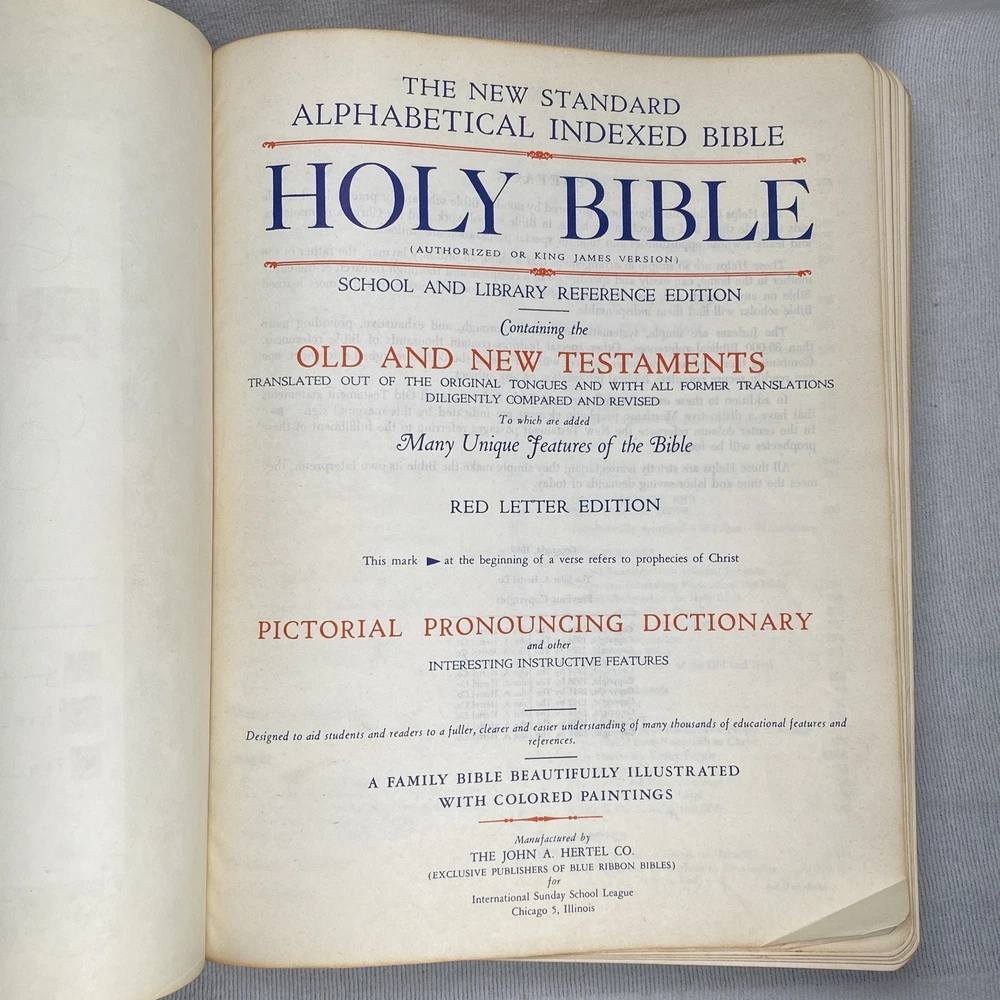 THE NEW STANDARD
ALPHABETICAL INDEXED BIBLE
HOLY BIBLE
(AUTHORIZED OR KING JAMES VERSION)
SCHOOL AND LIBRARY REFERENCE EDITION
Containing the
OLD AND NEW TESTAMENTS
TRANSLATED OUT OF THE ORIGINAL TONGUES AND WITH ALL FORMER TRANSLATIONS
DILIGENTLY COMPARED AND REVISED
To which are added
Many Unique Features of the Bible
RED LETTER EDITION
This mark ► at the beginning of a verse refers to prophecies of Christ
PICTORIAL PRONOUNCING DICTIONARY
and other
INTERESTING INSTRUCTIVE FEATURES
Designed to aid students and readers to a fuller, clearer and easier understanding of many thousands of educational features and
references.
A FAMILY BIBLE BEAUTIFULLY ILLUSTRATED
WITH COLORED PAINTINGS
Manufactured by
THE JOHN A. HERTEL CO.
(EXCLUSIVE PUBLISHERS OF BLUE RIBBON BIBLES)
for
International Sunday School League
Chicago 5, Illinois